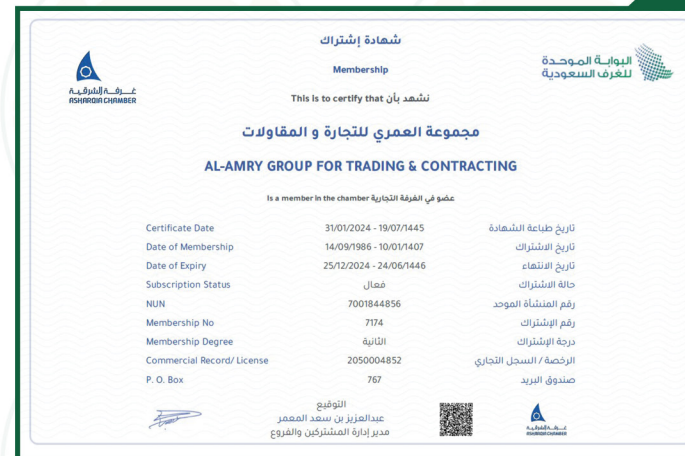 شهادة إشتراك
Membership
البوابة الموحدة
للغرف السعودية
غـــرفة الشرقيـــة
ASHARQIA CHAMBER
This is to certify that نشهد بأن
مجموعة العمري للتجارة و المقاولات
AL-AMRY GROUP FOR TRADING & CONTRACTING
Is a member in the chamber عضو في الغرفة التجارية
Certificate Date 31/01/2024 - 19/07/1445 تاريخ طباعة الشهادة
Date of Membership 14/09/1986 - 10/01/1407 تاريخ الاشتراك
Date of Expiry 25/12/2024 - 24/06/1446 تاريخ الانتهاء
Subscription Status فعال حالة الاشتراك
NUN 7001844856 رقم المنشأة الموحد
Membership No 7174 رقم الإشتراك
Membership Degree الثانية درجة الإشتراك
Commercial Record/ License 2050004852 الرخصة / السجل التجاري
P. O. Box 767 صندوق البريد
التوقيع
عبدالعزيز بن سعد المعمر
مدير إدارة المشتركين والفروع
غـــرفة الشرقيـــة
ASHARQIA CHAMBER